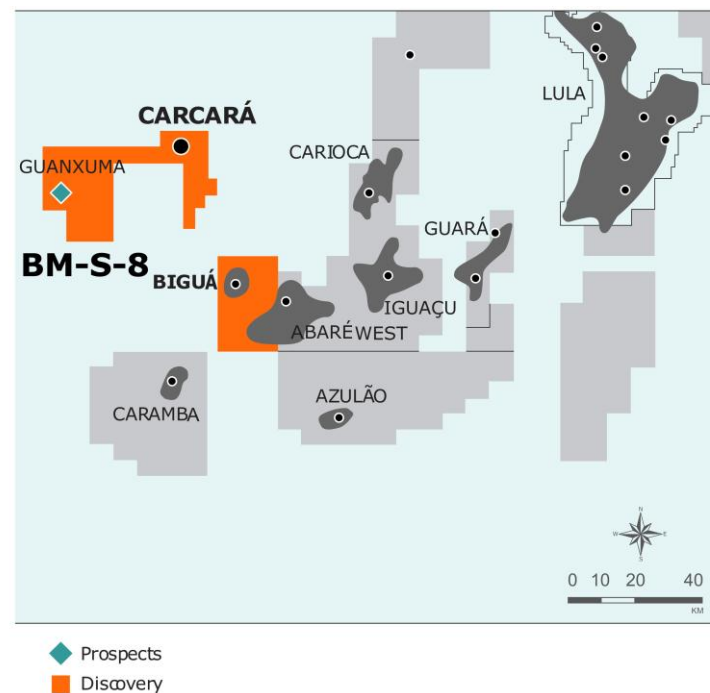 LULA
CARCARÁ
CARIOCA
GUANXUMA
GUARÁ
BM-S-8
BIGUÁ
IGUAÇU
ABARÉ WEST
CARAMBA
AZULÃO
N
W E
S
0 10 20 40
KM
Prospects
Discovery